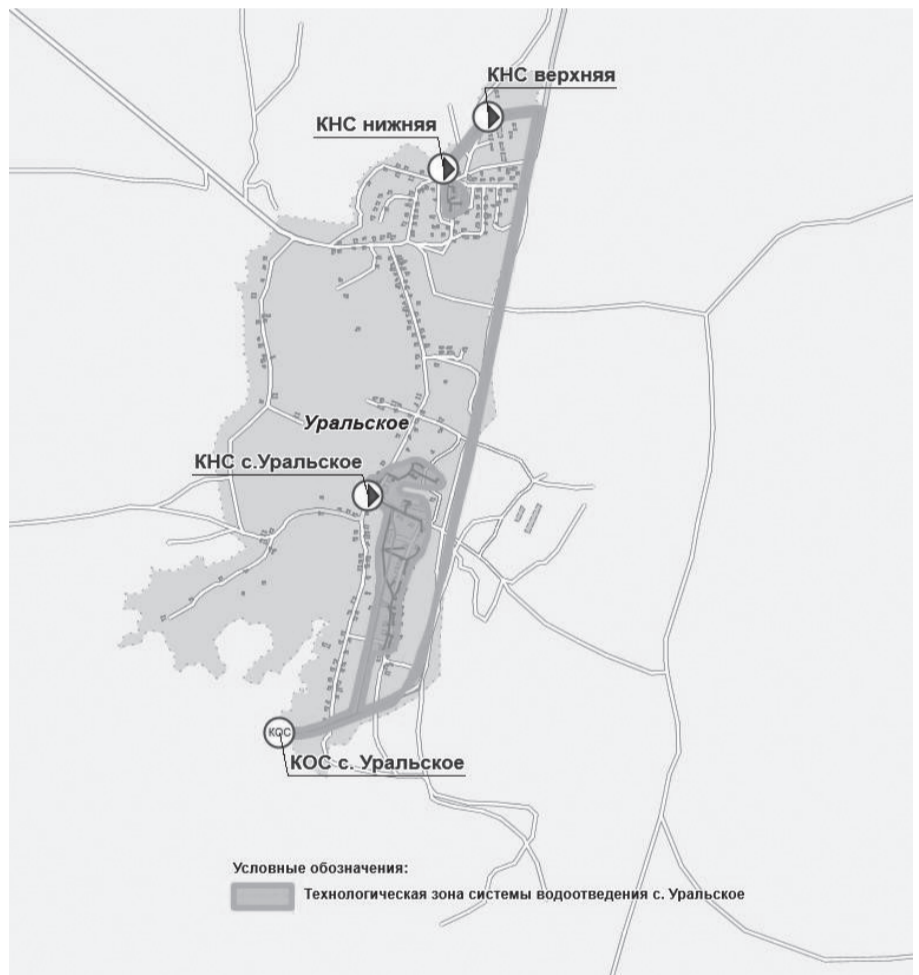 КНС верхняя
КНС нижняя
Уральское
КНС с.Уральское
КОС
КОС с. Уральское
Условные обозначения:
Технологическая зона системы водоотведения с. Уральское